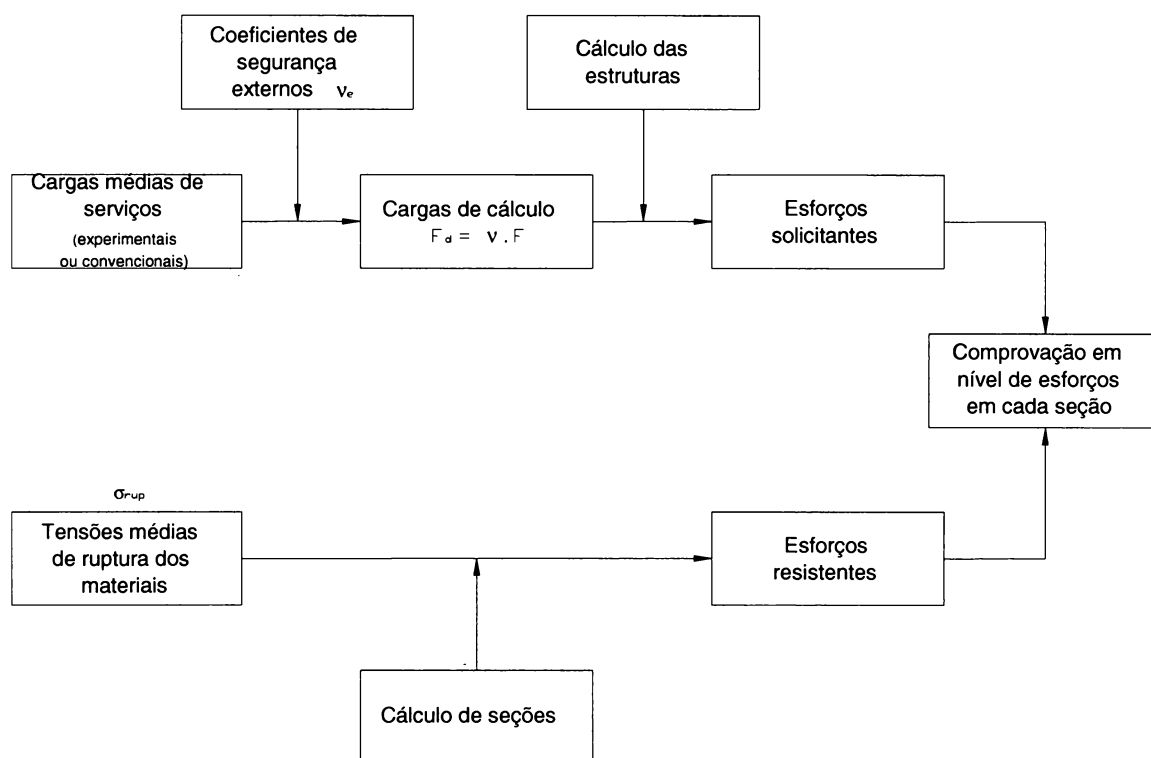 Coeficientes de
segurança
externos νe
Cálculo das
estruturas
Cargas médias de
serviços
(experimentais
ou convencionais)
Cargas de cálculo
Fd = ν . F
Esforços
solicitantes
Comprovação em
nível de esforços
em cada seção
σrup
Tensões médias
de ruptura dos
materiais
Esforços
resistentes
Cálculo de seções